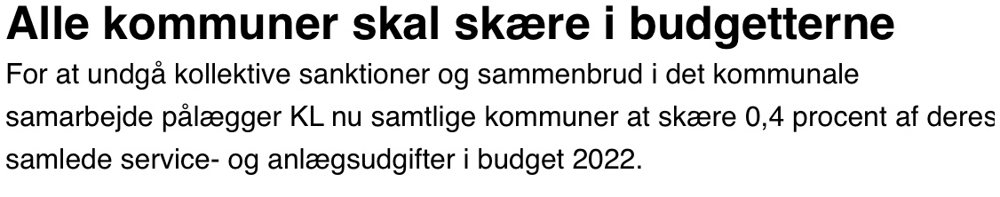 Alle kommuner skal skære i budgetterne
For at undgå kollektive sanktioner og sammenbrud i det kommunale
samarbejde pålægger KL nu samtlige kommuner at skære 0,4 procent af deres
samlede service- og anlægsudgifter i budget 2022.